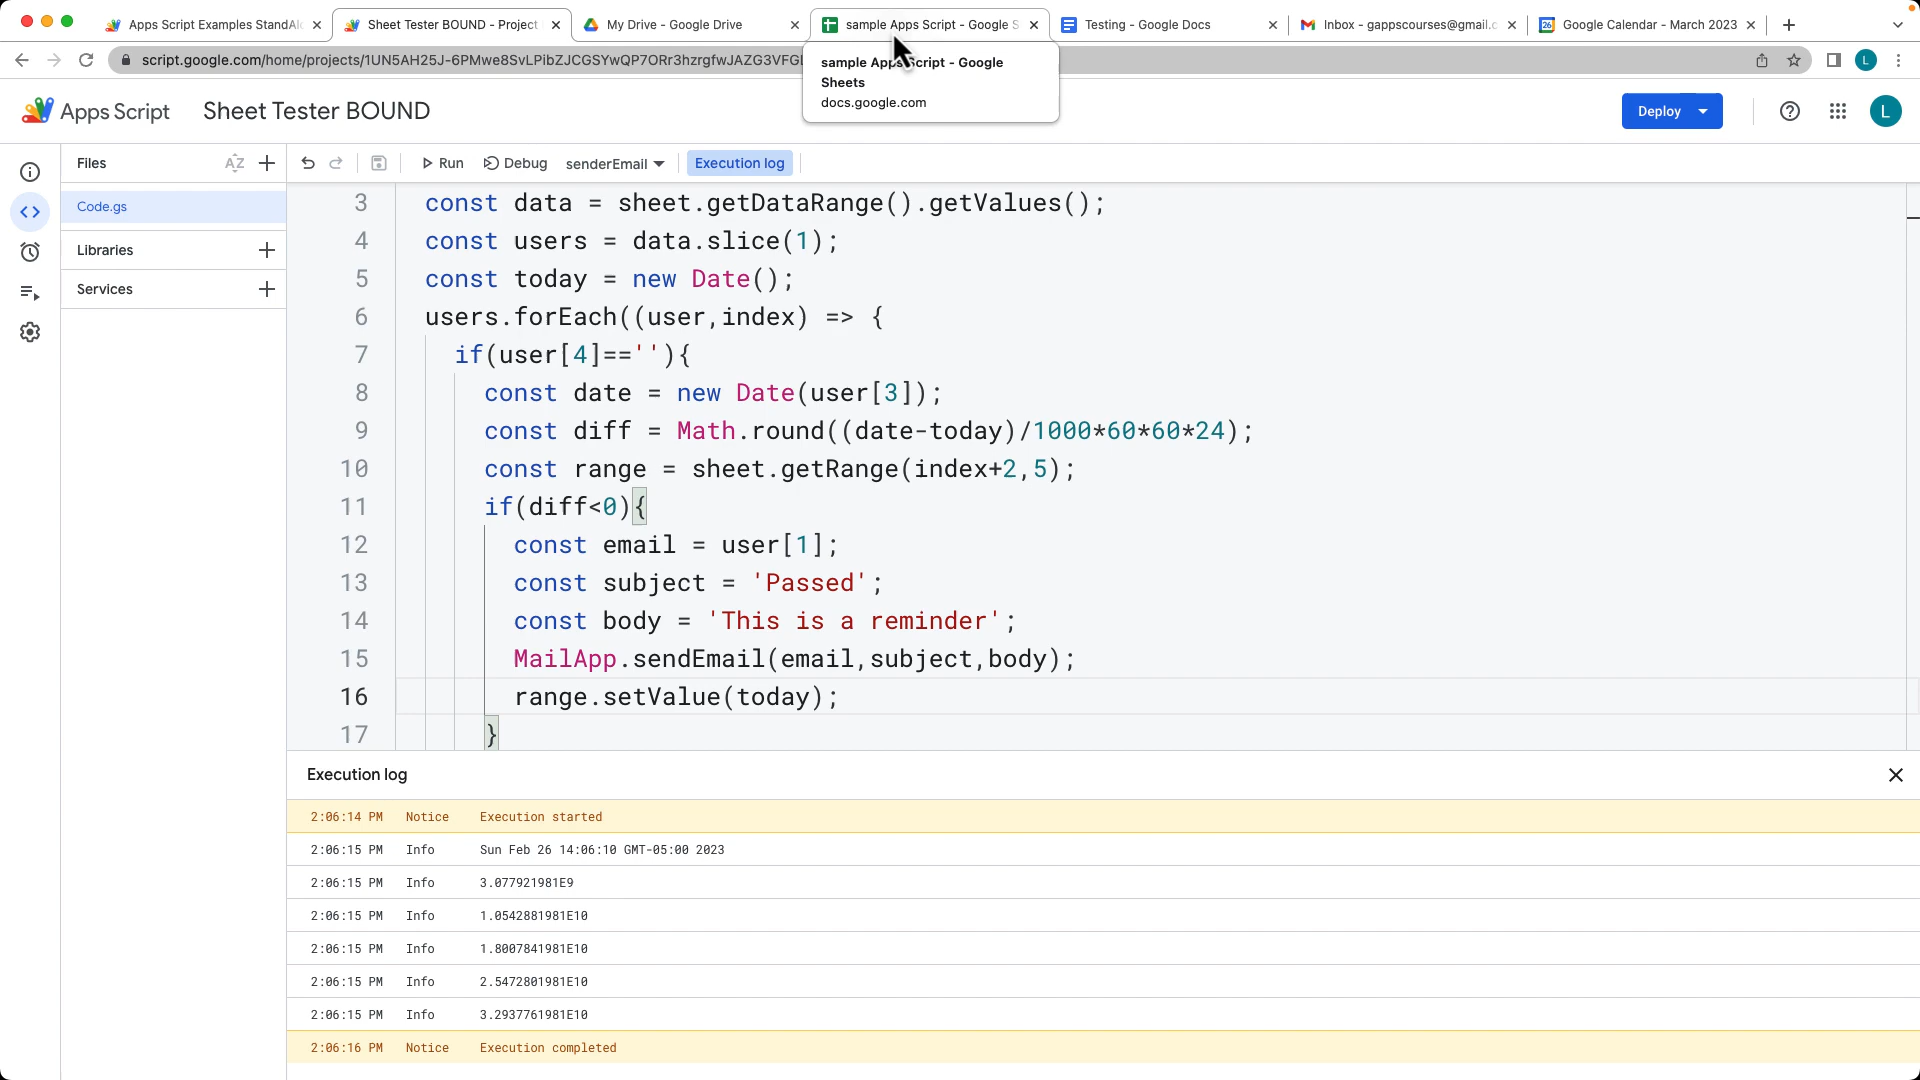 Apps Script Examples StandAl
Sheet Tester BOUND - Project
My Drive - Google Drive
sample Apps Script - Google S
Testing - Google Docs
Inbox - gappscourses@gmail.c
Google Calendar - March 2023
script.google.com/home/projects/1UN5AH25J-6PMwe8SvLPibZJCGSYwQP7ORr3hzrgfwJAZG3VFGI
L
sample Apps Script - Google
Sheets
docs.google.com
Apps Script
Sheet Tester BOUND
Deploy
L
Files
AZ
Run
Debug
senderEmail
Execution log
Code.gs
Libraries
Services
3 const data = sheet.getDataRange().getValues();
4 const users = data.slice(1);
5 const today = new Date();
6 users.forEach((user,index) => {
7 if(user[4]==''){
8 const date = new Date(user[3]);
9 const diff = Math.round((date-today)/1000*60*60*24);
10 const range = sheet.getRange(index+2,5);
11 if(diff<0){
12 const email = user[1];
13 const subject = 'Passed';
14 const body = 'This is a reminder';
15 MailApp.sendEmail(email,subject,body);
16 range.setValue(today);
17 }
Execution log
2:06:14 PM Notice Execution started
2:06:15 PM Info Sun Feb 26 14:06:10 GMT-05:00 2023
2:06:15 PM Info 3.077921981E9
2:06:15 PM Info 1.0542881981E10
2:06:15 PM Info 1.8007841981E10
2:06:15 PM Info 2.5472801981E10
2:06:15 PM Info 3.2937761981E10
2:06:16 PM Notice Execution completed